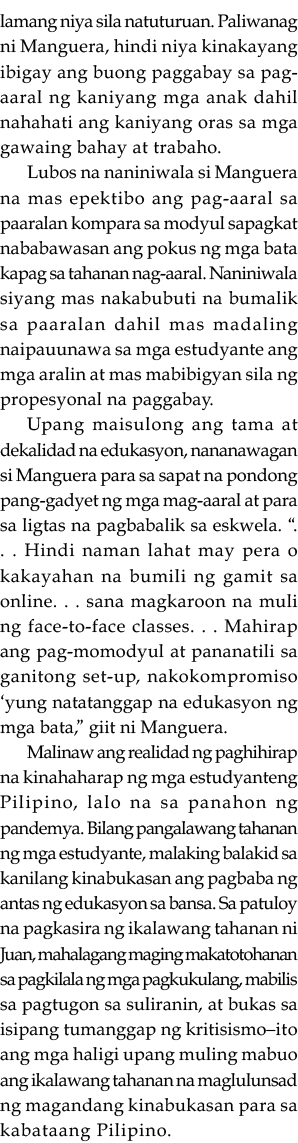 lamang niya sila natuturuan. Paliwanag
ni Manguera, hindi niya kinakayang
ibigay ang buong paggabay sa pag-
aaral ng kaniyang mga anak dahil
nahahati ang kaniyang oras sa mga
gawaing bahay at trabaho.
Lubos na naniniwala si Manguera
na mas epektibo ang pag-aaral sa
paaralan kompara sa modyul sapagkat
nababawasan ang pokus ng mga bata
kapag sa tahanan nag-aaral. Naniniwala
siyang mas nakabubuti na bumalik
sa paaralan dahil mas madaling
naipauunawa sa mga estudyante ang
mga aralin at mas mabibigyan sila ng
propesyonal na paggabay.
Upang maisulong ang tama at
dekalidad na edukasyon, nananawagan
si Manguera para sa sapat na pondong
pang-gadyet ng mga mag-aaral at para
sa ligtas na pagbabalik sa eskwela. “.
. . Hindi naman lahat may pera o
kakayahan na bumili ng gamit sa
online. . . sana magkaroon na muli
ng face-to-face classes. . . Mahirap
ang pag-momodyul at pananatili sa
ganitong set-up, nakokompromiso
‘yung natatanggap na edukasyon ng
mga bata,” giit ni Manguera.
Malinaw ang realidad ng paghihirap
na kinahaharap ng mga estudyanteng
Pilipino, lalo na sa panahon ng
pandemya. Bilang pangalawang tahanan
ng mga estudyante, malaking balakid sa
kanilang kinabukasan ang pagbaba ng
antas ng edukasyon sa bansa. Sa patuloy
na pagkasira ng ikalawang tahanan ni
Juan, mahalagang maging makatotohanan
sa pagkilala ng mga pagkukulang, mabilis
sa pagtugon sa suliranin, at bukas sa
isipang tumanggap ng kritisismo–ito
ang mga haligi upang muling mabuo
ang ikalawang tahanan na maglulunsad
ng magandang kinabukasan para sa
kabataang Pilipino.